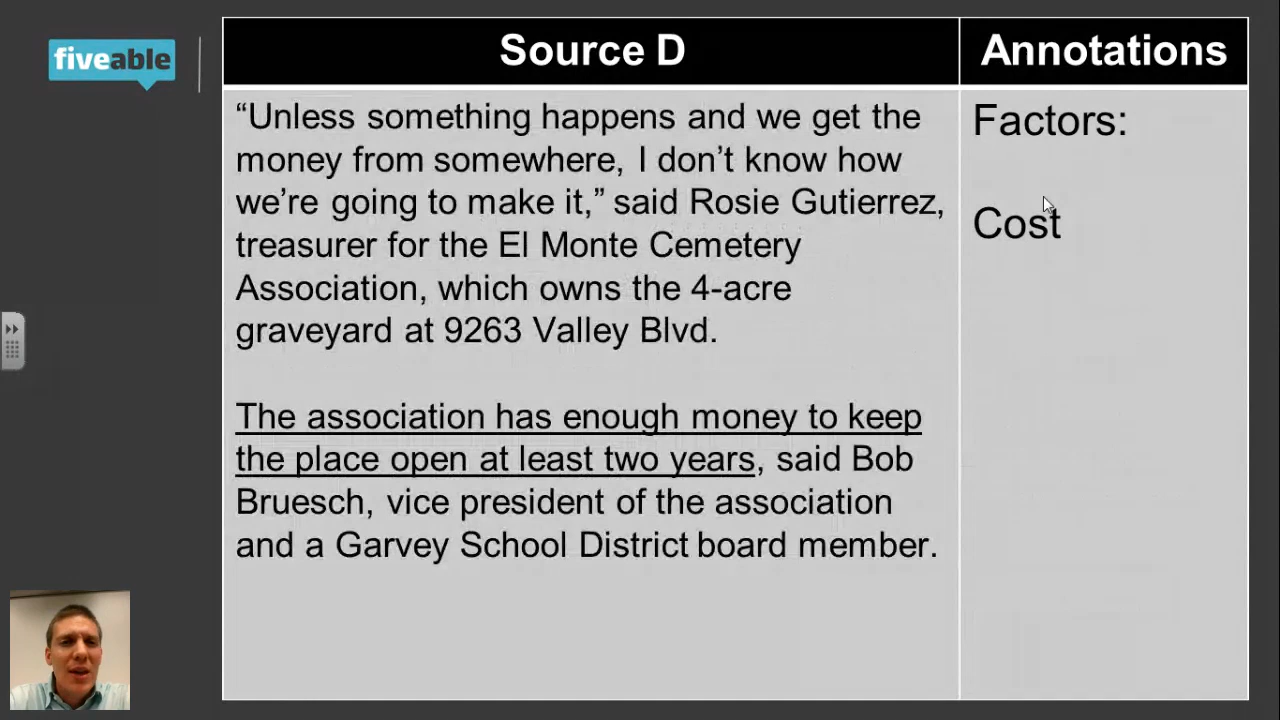 fiveable
Source D
Annotations
“Unless something happens and we get the
money from somewhere, I don’t know how
we’re going to make it,” said Rosie Gutierrez,
treasurer for the El Monte Cemetery
Association, which owns the 4-acre
graveyard at 9263 Valley Blvd.
The association has enough money to keep
the place open at least two years, said Bob
Bruesch, vice president of the association
and a Garvey School District board member.
Factors:
Cost